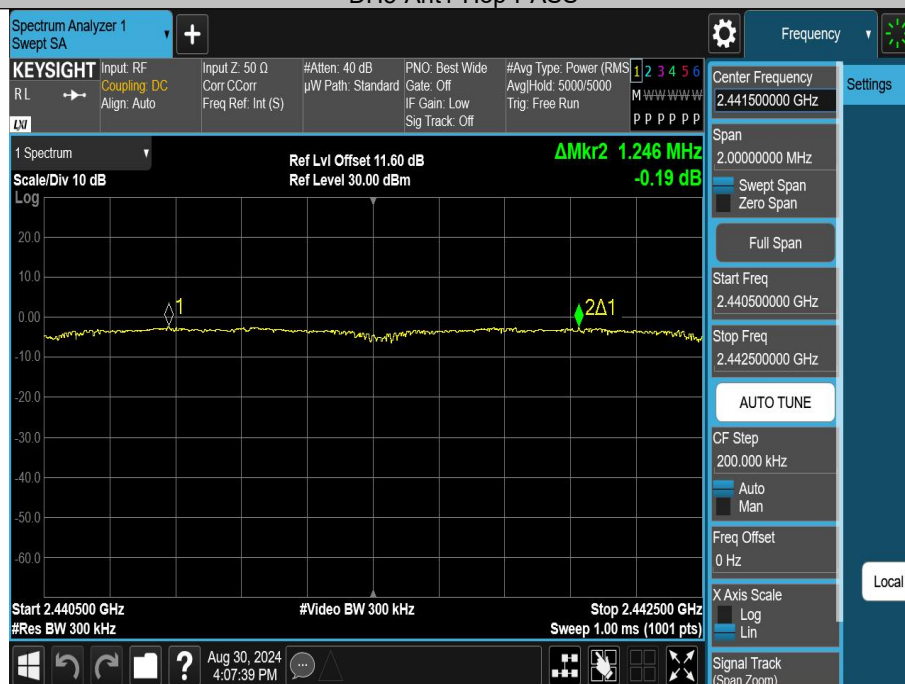 Spectrum Analyzer 1
Swept SA
Frequency
KEYSIGHT
R L
LXI
Input: RF
Coupling: DC
Align: Auto
Input Z: 50 Ω
Corr CCorr
Freq Ref: Int (S)
#Atten: 40 dB
µW Path: Standard
PNO: Best Wide
Gate: Off
IF Gain: Low
Sig Track: Off
#Avg Type: Power (RMS
Avg|Hold: 5000/5000
Trig: Free Run
1 2 3 4 5 6
M W W W W W
P P P P P P
Center Frequency
2.441500000 GHz
Settings
Span
2.00000000 MHz
Swept Span
Zero Span
Full Span
Start Freq
2.440500000 GHz
Stop Freq
2.442500000 GHz
AUTO TUNE
CF Step
200.000 kHz
Auto
Man
Freq Offset
0 Hz
Local
X Axis Scale
Log
Lin
Signal Track
(Span Zoom)
1 Spectrum
Scale/Div 10 dB
Log
Ref Lvl Offset 11.60 dB
Ref Level 30.00 dBm
ΔMkr2 1.246 MHz
-0.19 dB
20.0
10.0
0.00
-10.0
-20.0
-30.0
-40.0
-50.0
-60.0
1
2Δ1
Start 2.440500 GHz
#Res BW 300 kHz
#Video BW 300 kHz
Stop 2.442500 GHz
Sweep 1.00 ms (1001 pts)
Aug 30, 2024
4:07:39 PM